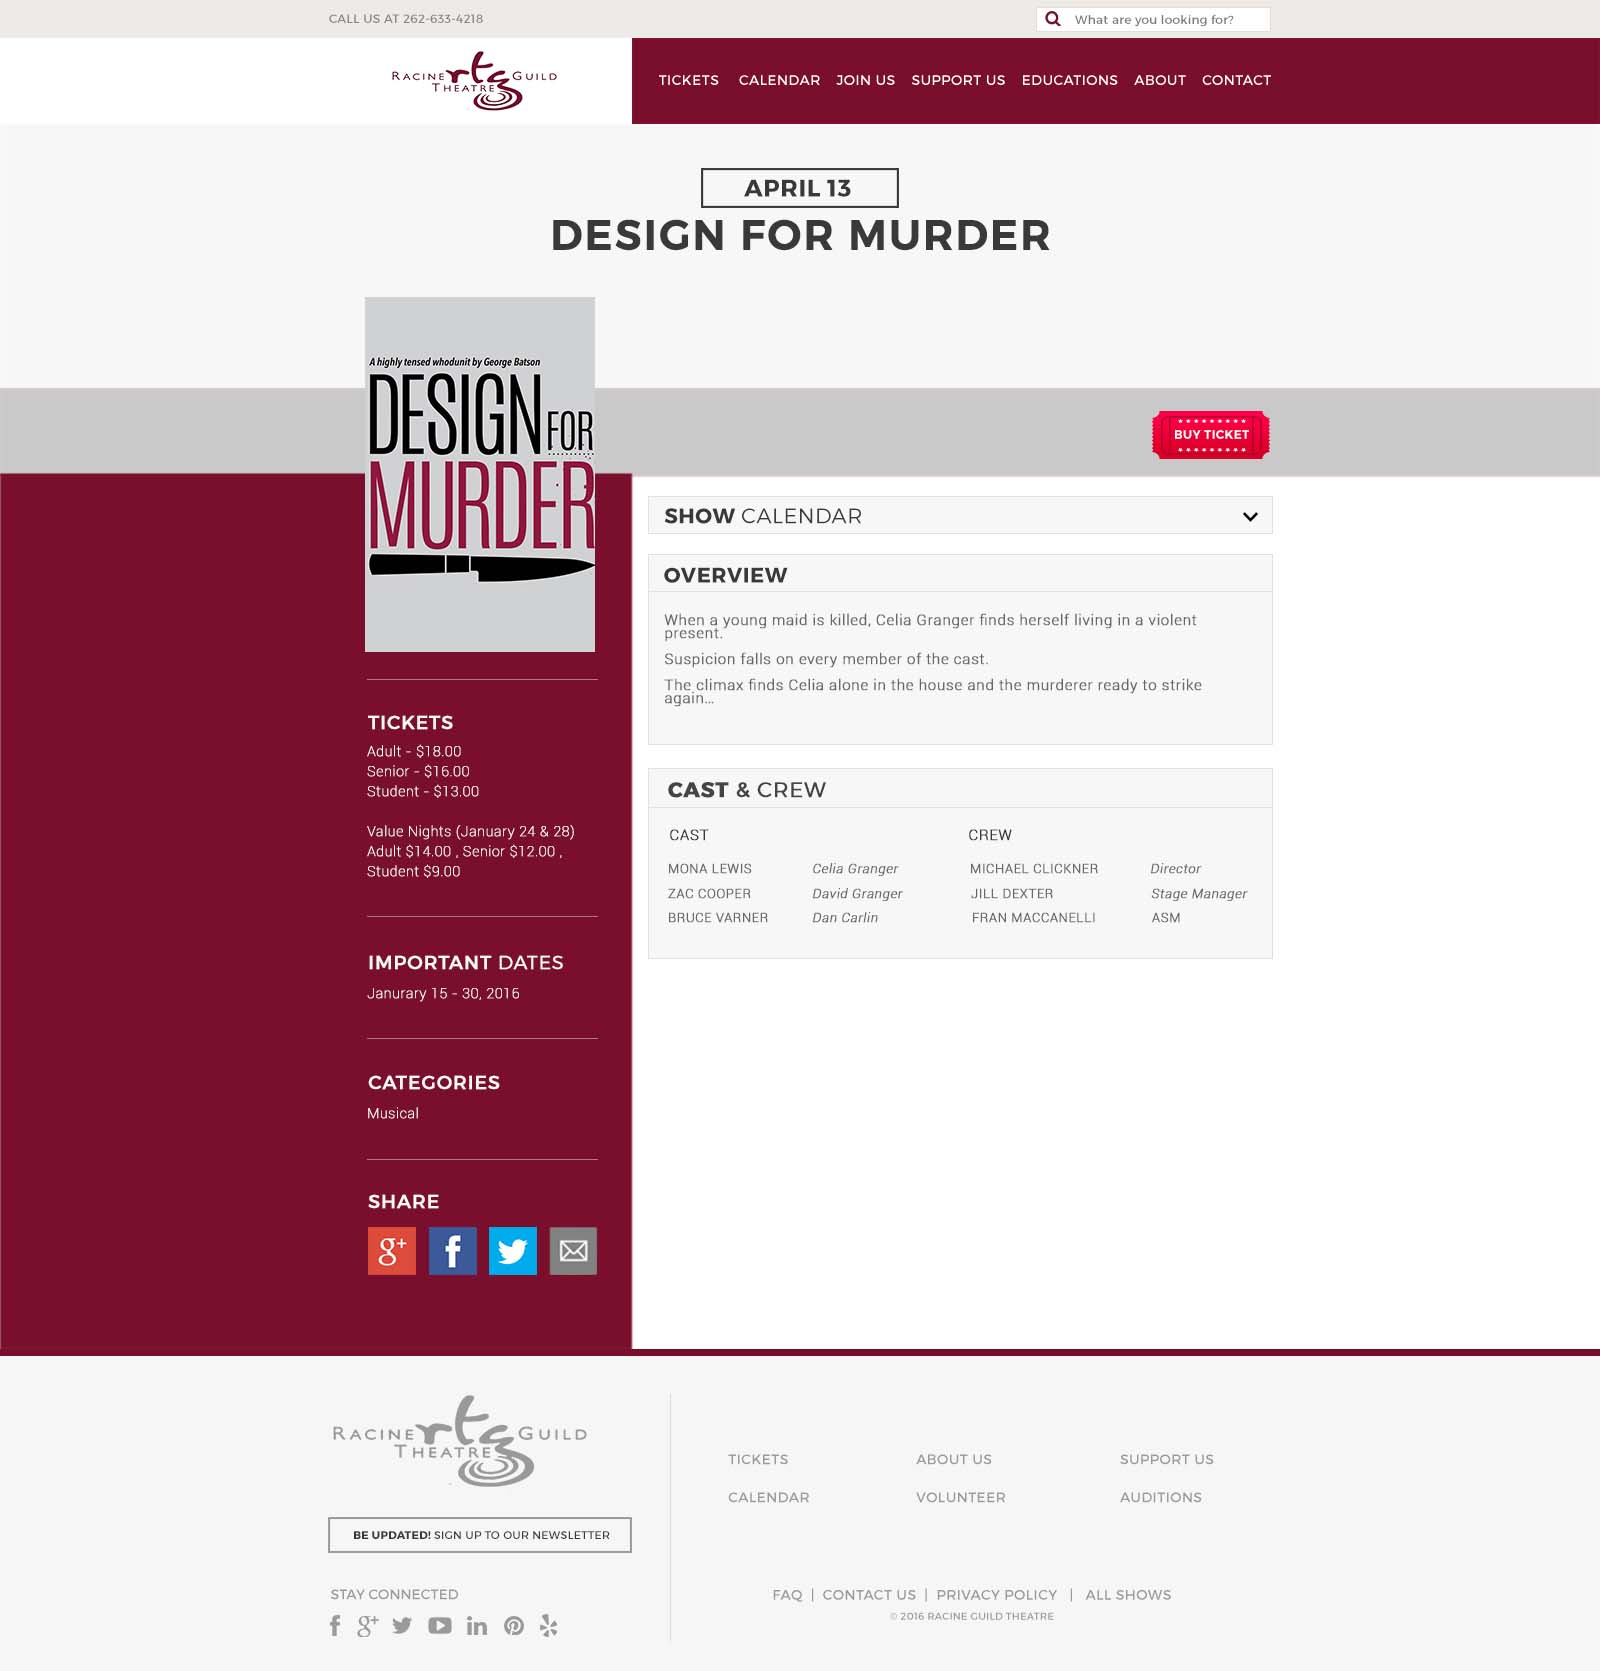 CALL US AT 262-633-4218
What are you looking for?
RACINE rtg GUILD
THEATRE
TICKETS CALENDAR JOIN US SUPPORT US EDUCATIONS ABOUT CONTACT
APRIL 13
DESIGN FOR MURDER
A highly tensed whodunit by George Batson
DESIGN FOR
MURDER
BUY TICKET
SHOW CALENDAR
OVERVIEW
When a young maid is killed, Celia Granger finds herself living in a violent
present.
Suspicion falls on every member of the cast.
The climax finds Celia alone in the house and the murderer ready to strike
again...
CAST & CREW
CAST CREW
MONA LEWIS Celia Granger MICHAEL CLICKNER Director
ZAC COOPER David Granger JILL DEXTER Stage Manager
BRUCE VARNER Dan Carlin FRAN MACCANELLI ASM
TICKETS
Adult - $18.00
Senior - $16.00
Student - $13.00
Value Nights (January 24 & 28)
Adult $14.00 , Senior $12.00 ,
Student $9.00
IMPORTANT DATES
Janurary 15 - 30, 2016
CATEGORIES
Musical
SHARE
RACINE rtg GUILD
THEATRE
BE UPDATED! SIGN UP TO OUR NEWSLETTER
STAY CONNECTED
TICKETS ABOUT US SUPPORT US
CALENDAR VOLUNTEER AUDITIONS
FAQ | CONTACT US | PRIVACY POLICY | ALL SHOWS
© 2016 RACINE GUILD THEATRE